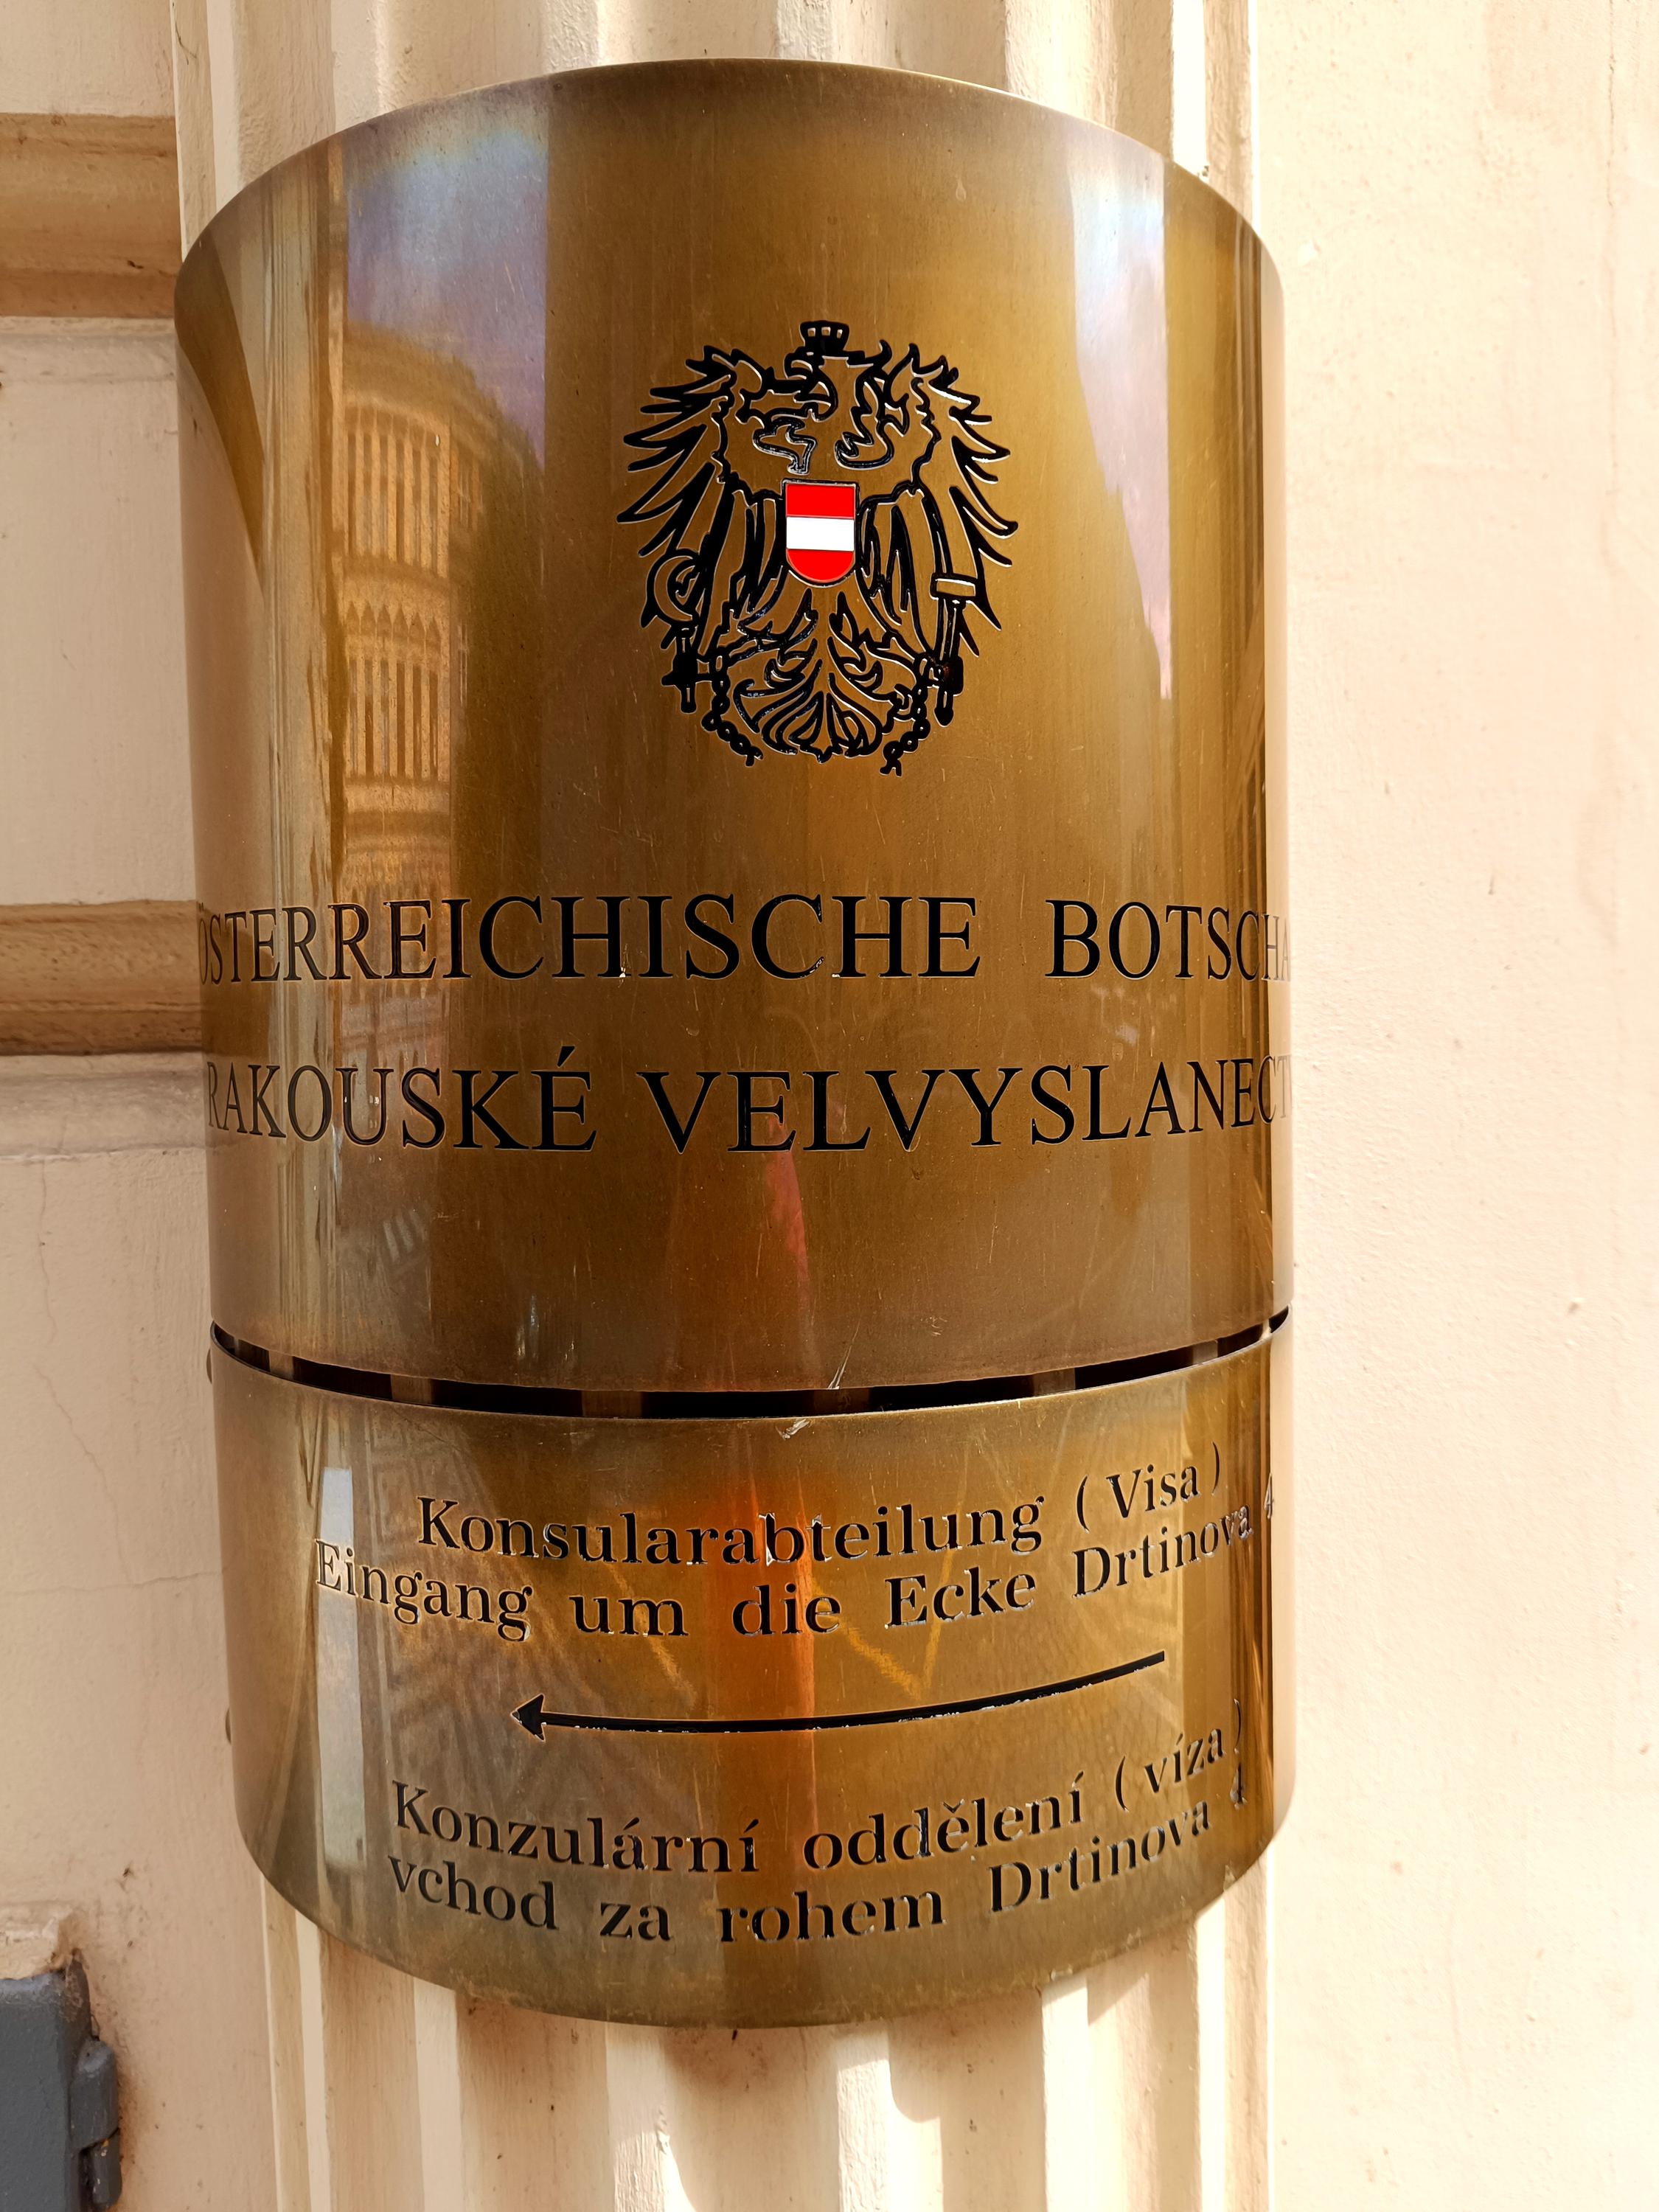 ÖSTERREICHISCHE BOTSCHA
RAKOUSKÉ VELVYSLANECT
Konsularabteilung (Visa)
Eingang um die Ecke Drtinova 4
Konzulární oddělení (víza)
vchod za rohem Drtinova 4